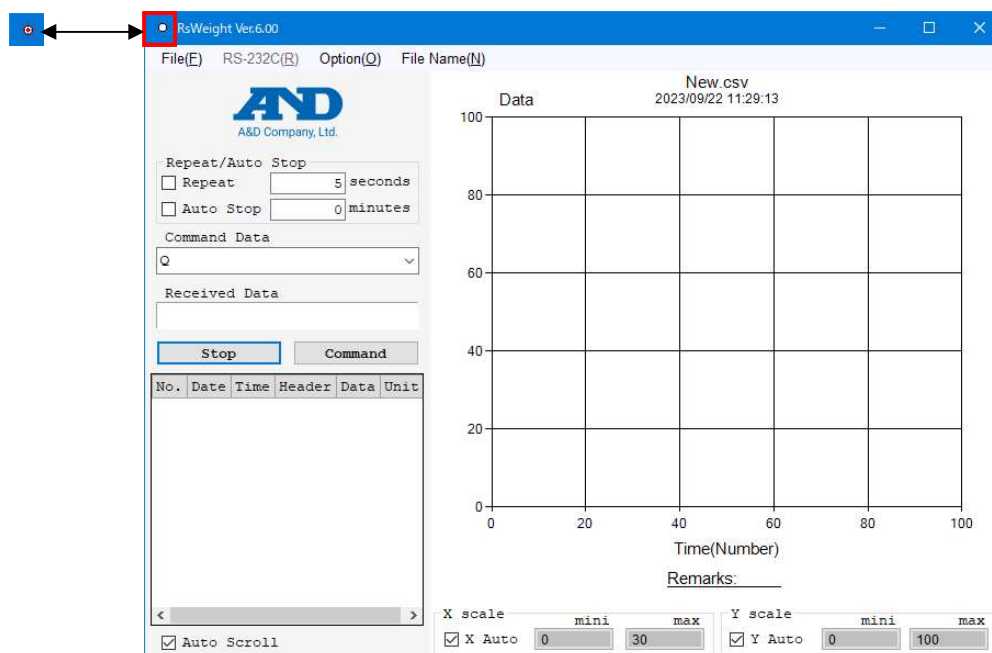 RsWeight Ver.6.00
File(F) RS-232C(R) Option(O) File Name(N)
AND
A&D Company, Ltd.
Repeat/Auto Stop
Repeat 5 seconds
Auto Stop 0 minutes
Command Data
Q
Received Data
Stop Command
No. Date Time Header Data Unit
Auto Scroll
New.csv
Data 2023/09/22 11:29:13
100
80
60
40
20
0
0 20 40 60 80 100
Time(Number)
Remarks:
X scale mini max
X Auto 0 30
Y scale mini max
Y Auto 0 100